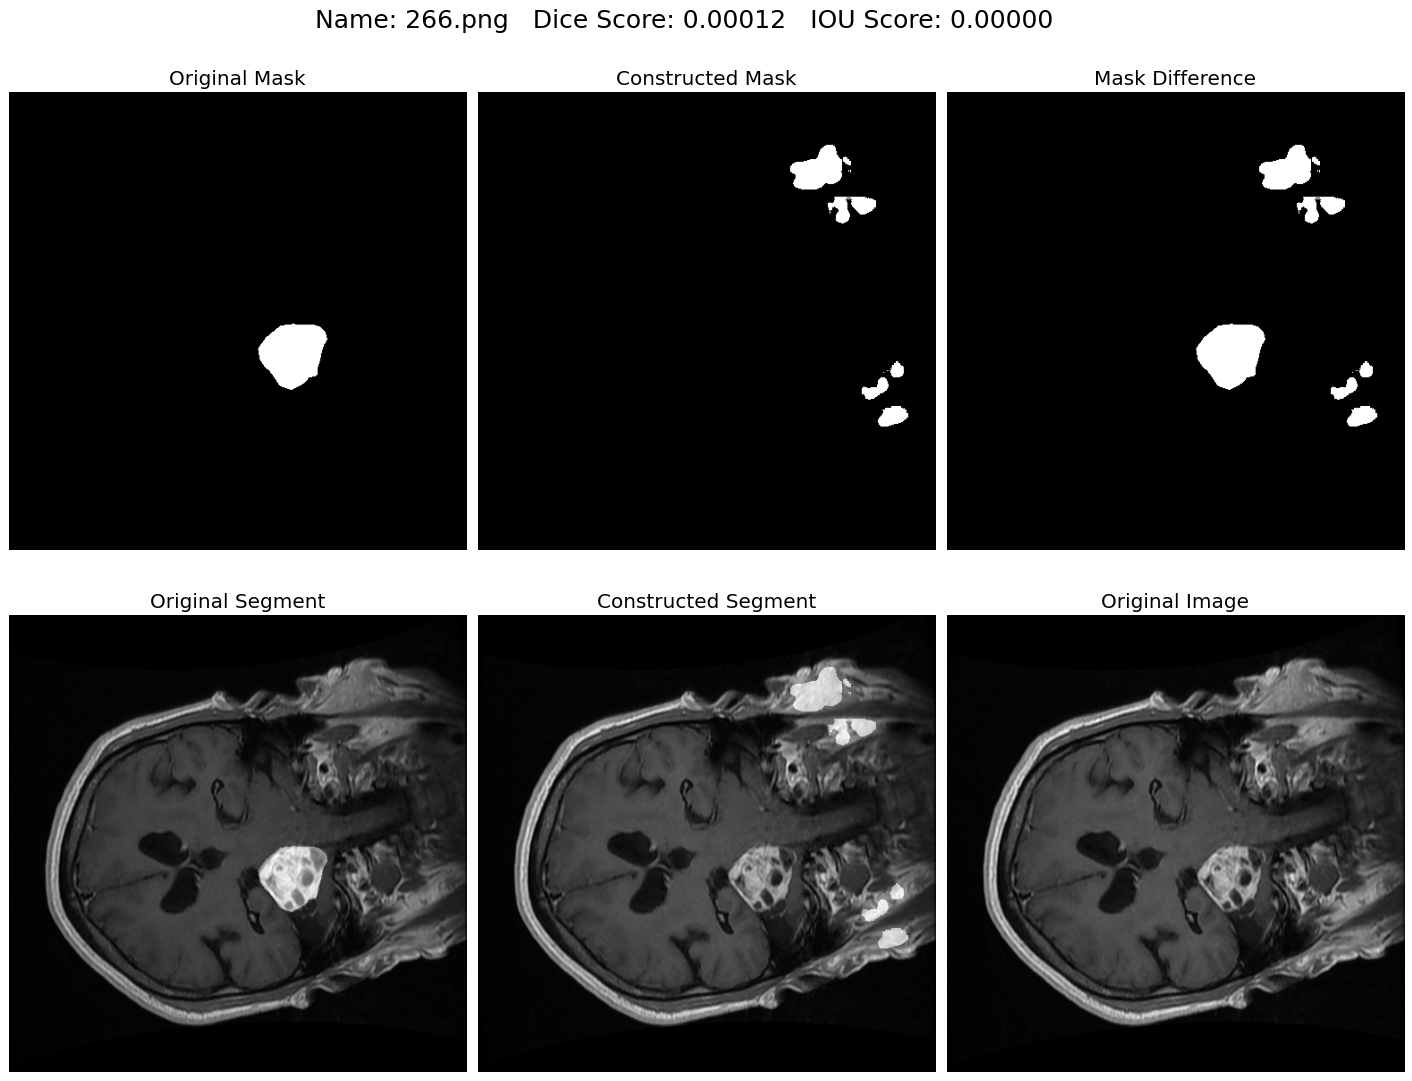 Name: 266.png   Dice Score: 0.00012   IOU Score: 0.00000
Original Mask
Constructed Mask
Mask Difference
Original Segment
Constructed Segment
Original Image